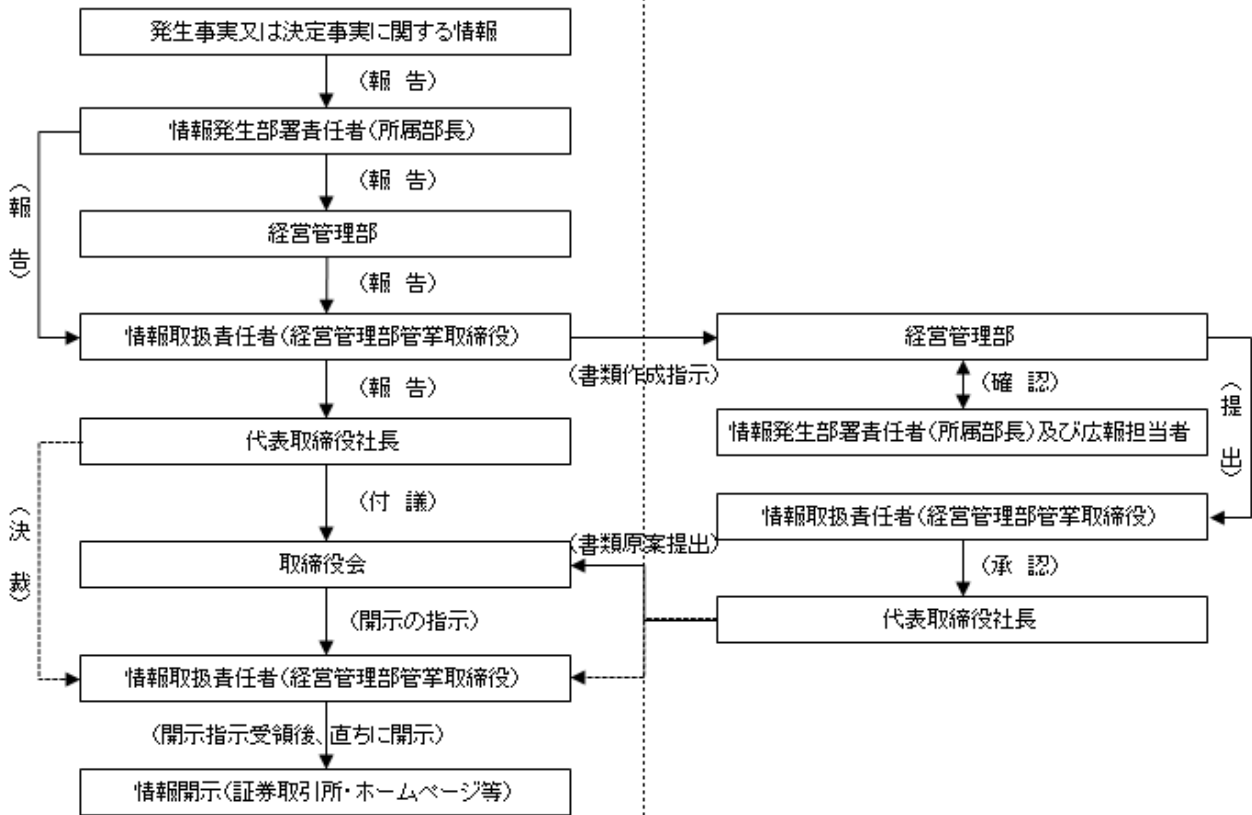 発生事実又は決定事実に関する情報
(報 告)
情報発生部署責任者(所属部長)
(報 告)
(報 告)
経営管理部
(報 告)
情報取扱責任者(経営管理部管掌取締役)
(報 告)
代表取締役社長
(付 議)
(決 裁)
取締役会
(開示の指示)
情報取扱責任者(経営管理部管掌取締役)
(開示指示受領後、直ちに開示)
情報開示(証券取引所・ホームページ等)
(書類作成指示)
経営管理部
(確 認)
(提 出)
情報発生部署責任者(所属部長)及び広報担当者
情報取扱責任者(経営管理部管掌取締役)
(書類原案提出)
(承 認)
代表取締役社長